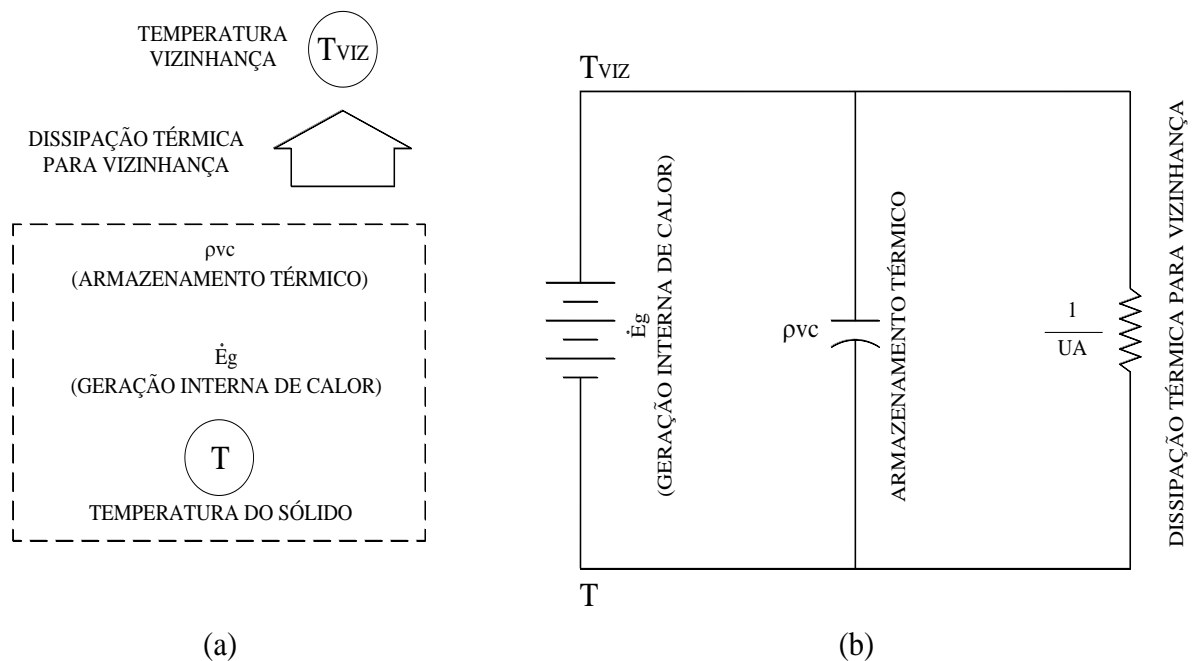 TEMPERATURA
VIZINHANÇA
TVIZ
DISSIPAÇÃO TÉRMICA
PARA VIZINHANÇA
ρvc
(ARMAZENAMENTO TÉRMICO)
Ėg
(GERAÇÃO INTERNA DE CALOR)
T
TEMPERATURA DO SÓLIDO
(a)
TVIZ
Ėg
(GERAÇÃO INTERNA DE CALOR)
ρvc
ARMAZENAMENTO TÉRMICO
1
UA
DISSIPAÇÃO TÉRMICA PARA VIZINHANÇA
T
(b)